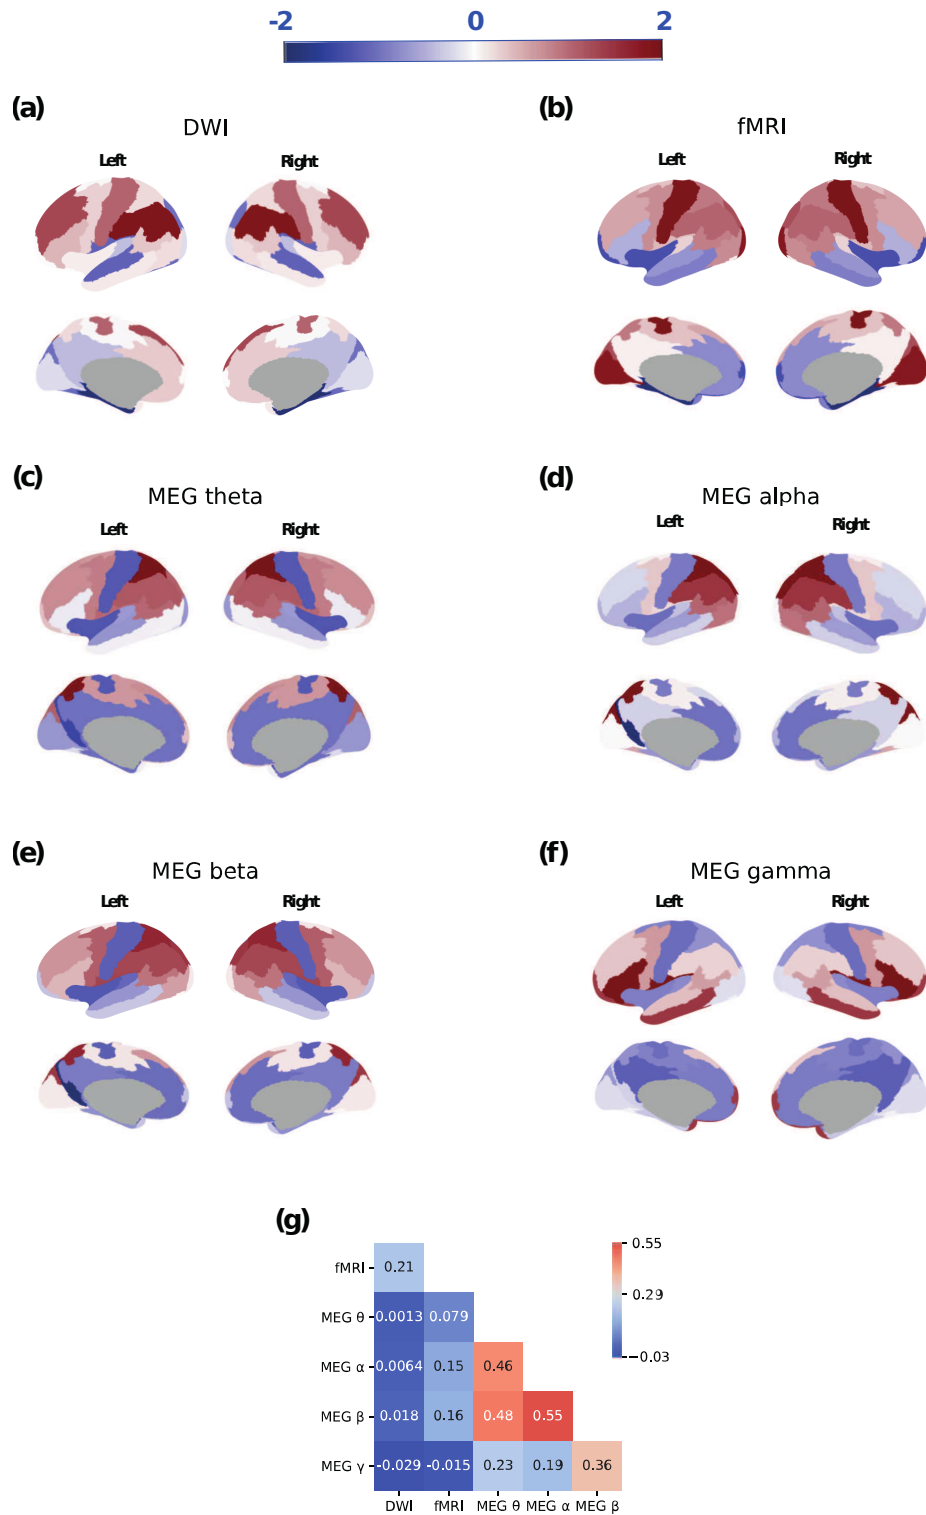 -2 0 2
(a) (b)
DWI fMRI
Left Right Left Right
(c) (d)
MEG theta MEG alpha
Left Right Left Right
(e) (f)
MEG beta MEG gamma
Left Right Left Right
(g)
fMRI 0.21
MEG θ 0.0013 0.079
MEG α 0.0064 0.15 0.46
MEG β 0.018 0.16 0.48 0.55
MEG γ -0.029 -0.015 0.23 0.19 0.36
DWI fMRI MEG θ MEG α MEG β
0.55
0.29
−0.03